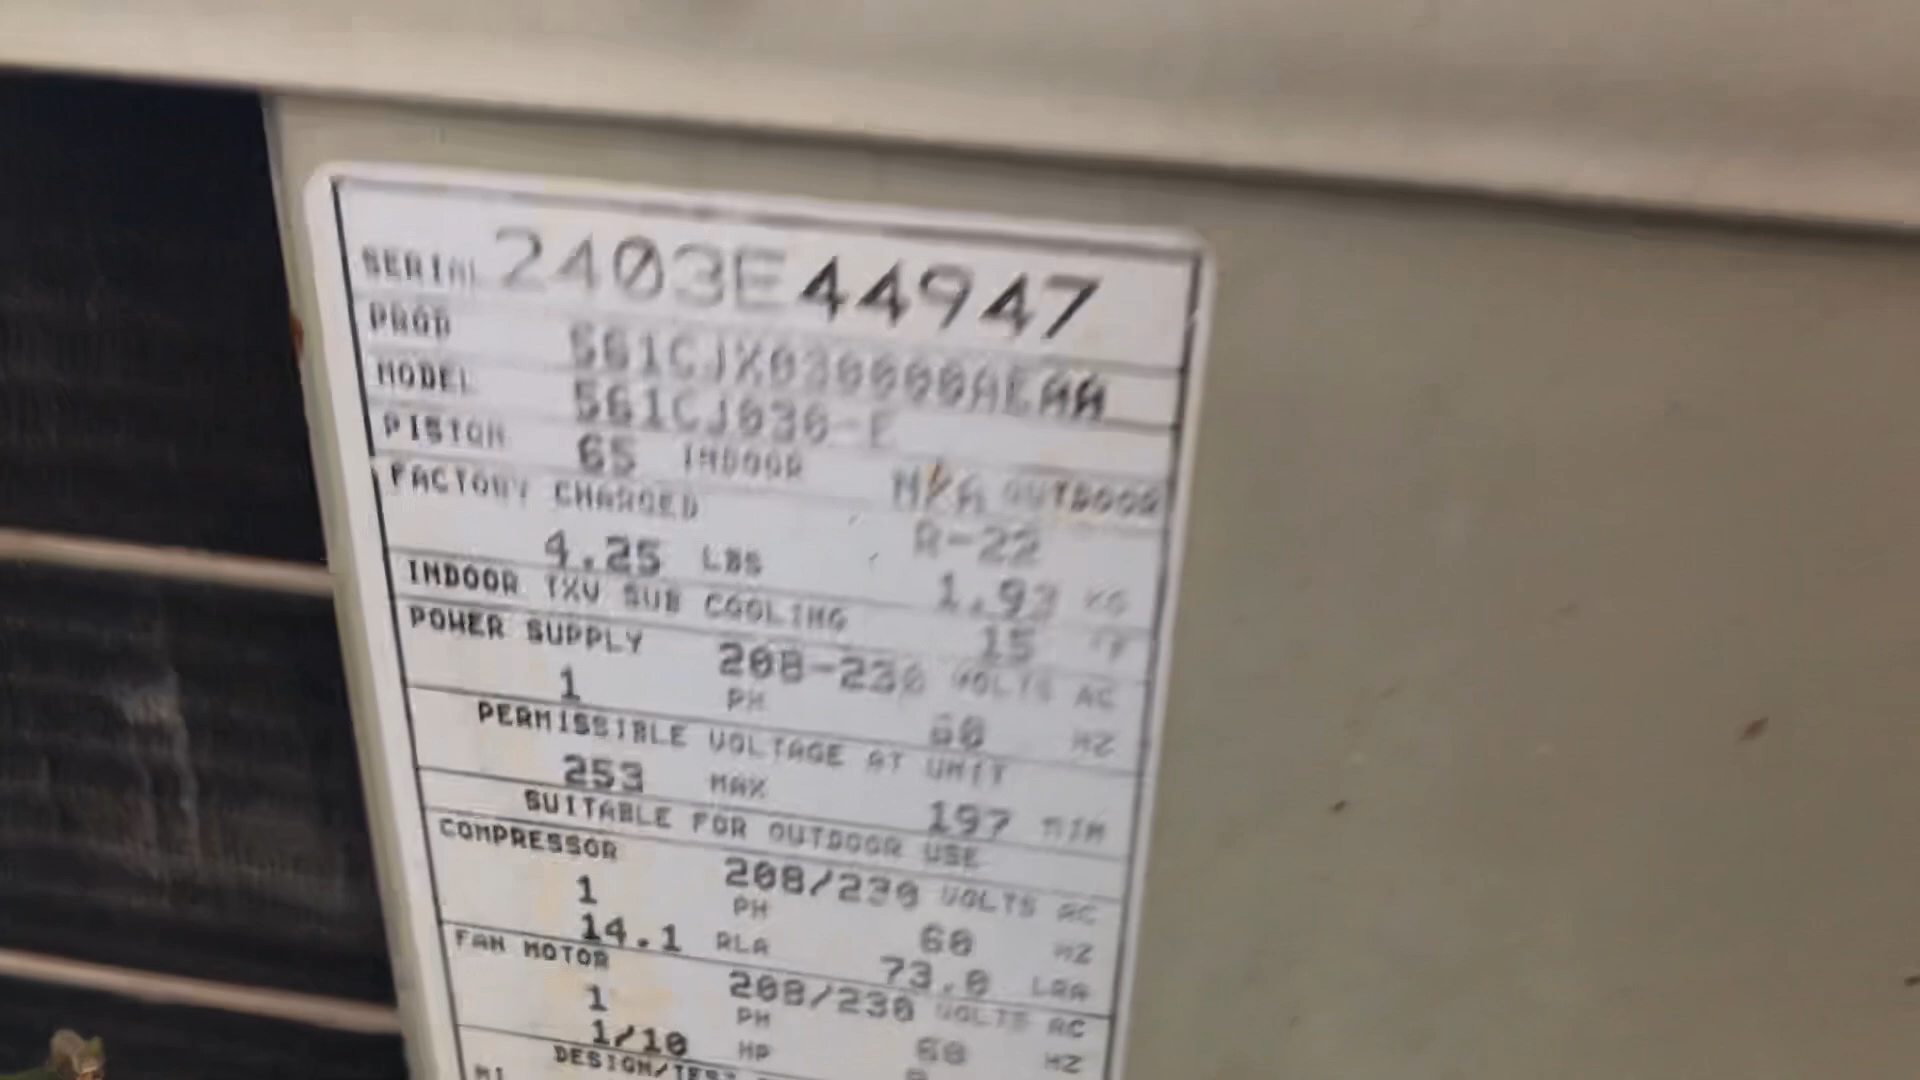 SERIAL 2403E44947
PROD 561CJX030000AEAA
MODEL 561CJ030-E
PISTON 65 INDOOR N/A OUTDOOR
FACTORY CHARGED R-22
4.25 LBS 1.93 KG
INDOOR TXV SUB COOLING 15 °F
POWER SUPPLY 208-230 VOLTS AC
1 PH 60 HZ
PERMISSIBLE VOLTAGE AT UNIT
253 MAX 197 MIN
SUITABLE FOR OUTDOOR USE
COMPRESSOR 208/230 VOLTS AC
1 PH 60 HZ
14.1 RLA 73.0 LRA
FAN MOTOR 208/230 VOLTS AC
1 PH 60 HZ
1/10 HP
DESIGN/TEST